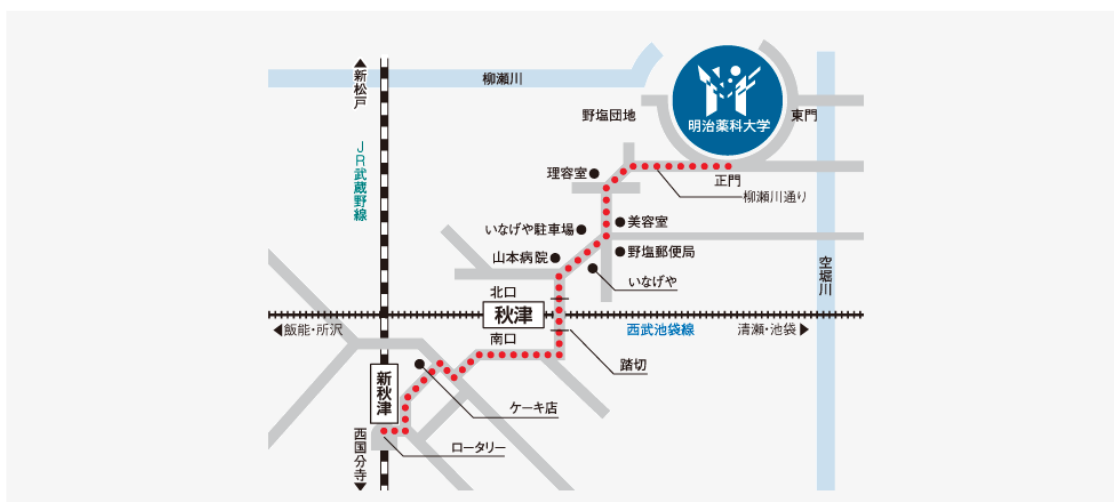 ▲新松戸
柳瀬川
明治薬科大学
野塩団地
東門
JR武蔵野線
理容室
正門
柳瀬川通り
いなげや駐車場
美容室
山本病院
野塩郵便局
空堀川
いなげや
北口
秋津
◀飯能・所沢
西武池袋線
清瀬・池袋▶
南口
踏切
新秋津
ケーキ店
ロータリー
西国分寺▼